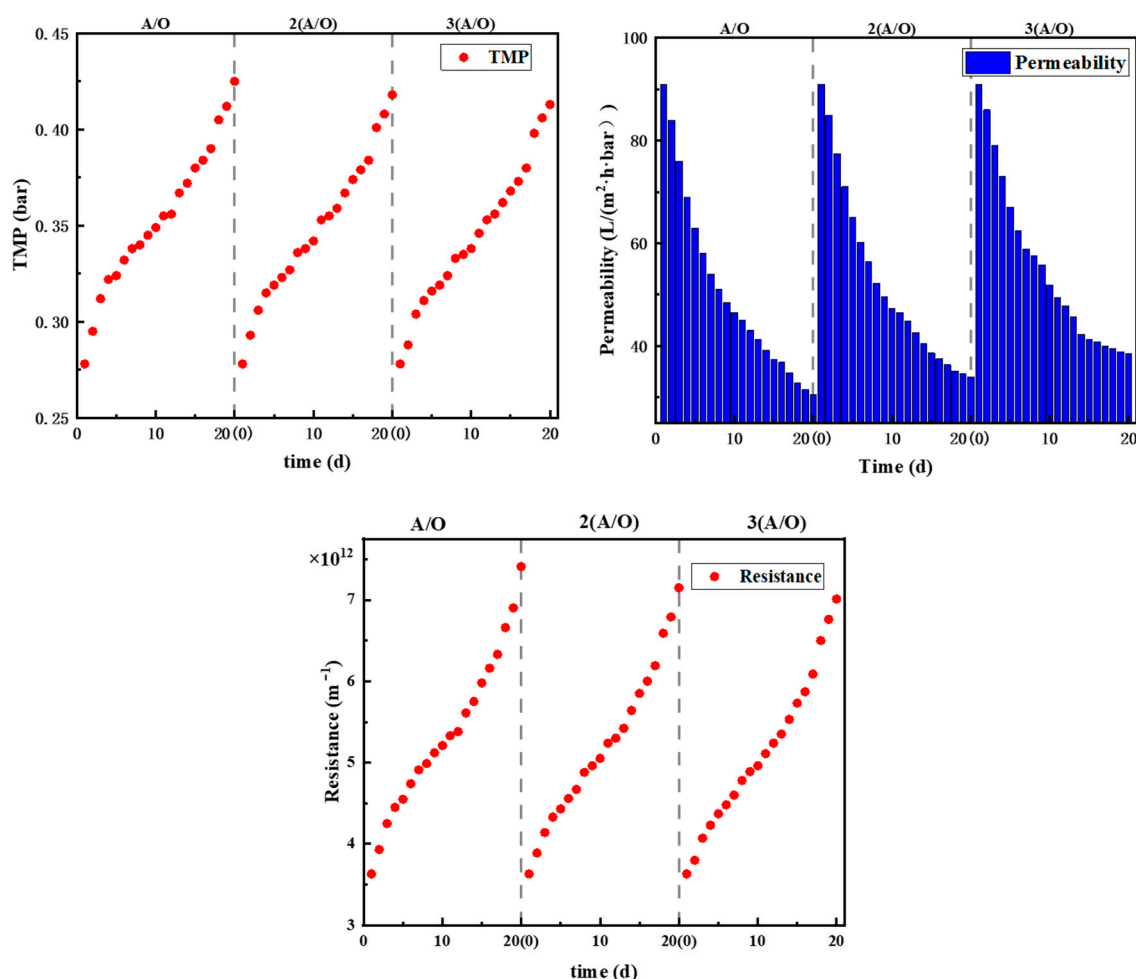 A/O 2(A/O) 3(A/O)
0.45
TMP
0.40
0.35
0.30
0.25
TMP (bar)
0 10 20(0) 10 20(0) 10 20
time (d)
A/O 2(A/O) 3(A/O)
100
Permeability
80
60
40
Permeability (L/(m²·h·bar））
0 10 20(0) 10 20(0) 10 20
Time (d)
A/O 2(A/O) 3(A/O)
×10¹²
Resistance
7
6
5
4
3
Resistance (m⁻¹)
0 10 20(0) 10 20(0) 10 20
time (d)